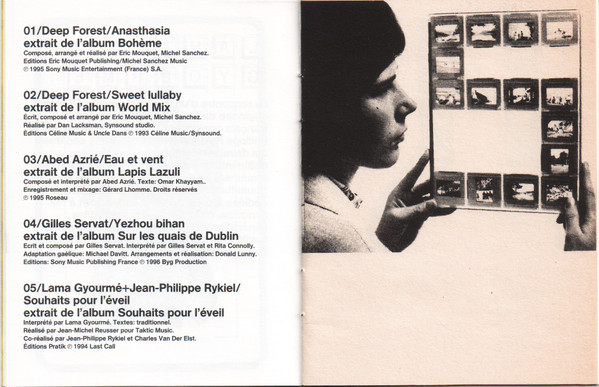 01/Deep Forest/Anasthasia
extrait de l'album Bohème
Composé, arrangé et réalisé par Eric Mouquet, Michel Sanchez.
Editions Eric Mouquet Publishing/Michel Sanchez Music
℗ 1995 Sony Music Entertainment (France) S.A.
02/Deep Forest/Sweet lullaby
extrait de l'album World Mix
Écrit, composé et arrangé par Eric Mouquet, Michel Sanchez.
Réalisé par Dan Lacksman, Synsound studio.
Éditions Céline Music & Uncle Dans ℗ 1993 Céline Music/Synsound.
03/Abed Azrié/Eau et vent
extrait de l'album Lapis Lazuli
Composé et interprété par Abed Azrié. Texte: Omar Khayyam..
Enregistrement et mixage: Gérard Lhomme. Droits réservés
℗ 1995 Roseau
04/Gilles Servat/Yezhou bihan
extrait de l'album Sur les quais de Dublin
Ecrit et composé par Gilles Servat. Interprété par Gilles Servat et Rita Connolly.
Adaptation gaélique: Michael Davitt. Arrangements et réalisation: Donald Lunny.
Editions: Sony Music Publishing France ℗ 1996 Byg Production
05/Lama Gyourmé+Jean-Philippe Rykiel/
Souhaits pour l'éveil
extrait de l'album Souhaits pour l'éveil
Interprété par Lama Gyourmé. Textes: traditionnel.
Réalisé par Jean-Michel Reusser pour Taktic Music.
Co-réalisé par Jean-Philippe Rykiel et Charles Van Der Elst.
Éditions Pratik ℗ 1994 Last Call